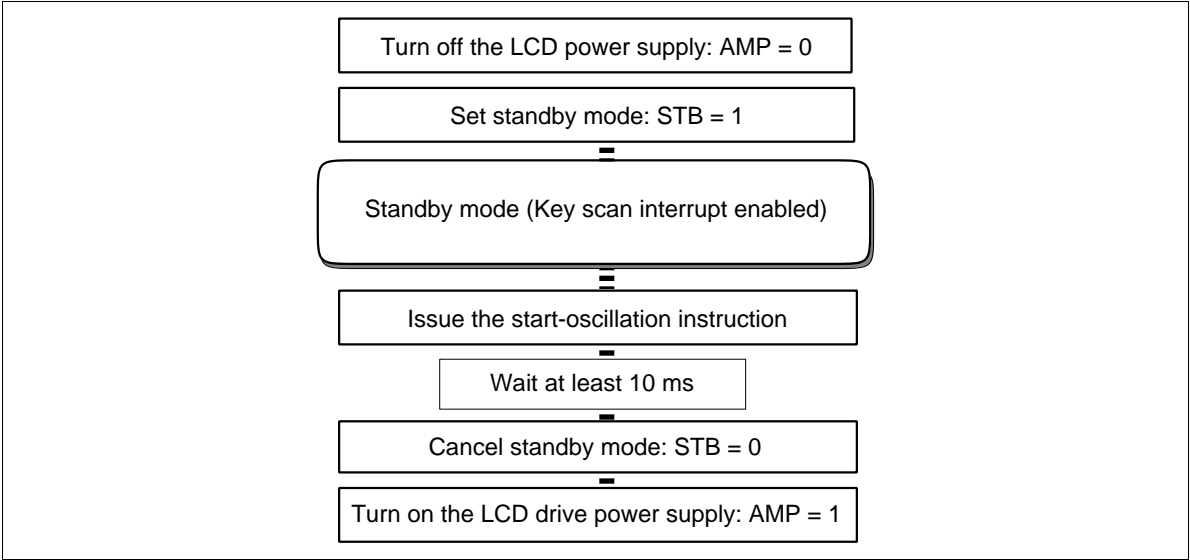 Turn off the LCD power supply: AMP = 0
Set standby mode: STB = 1
Standby mode (Key scan interrupt enabled)
Issue the start-oscillation instruction
Wait at least 10 ms
Cancel standby mode: STB = 0
Turn on the LCD drive power supply: AMP = 1